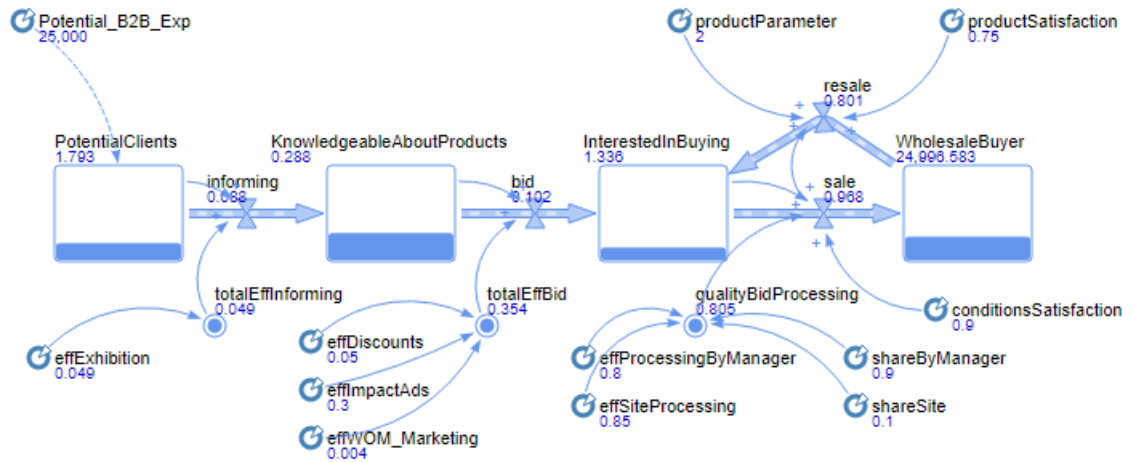 Potential_B2B_Exp
25,000
productParameter
2
productSatisfaction
0.75
resale
0.801
PotentialClients
1.793
KnowledgeableAboutProducts
0.288
InterestedInBuying
1.336
WholesaleBuyer
24,996.583
informing
0.088
bid
0.102
sale
0.968
totalEffInforming
0.049
totalEffBid
0.354
qualityBidProcessing
0.805
conditionsSatisfaction
0.9
effExhibition
0.049
effDiscounts
0.05
effImpactAds
0.3
effWOM_Marketing
0.004
effProcessingByManager
0.8
shareByManager
0.9
effSiteProcessing
0.85
shareSite
0.1